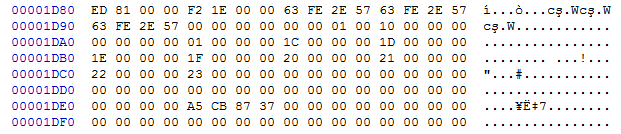 00001D80 ED 81 00 00 F2 1E 00 00 63 FE 2E 57 63 FE 2E 57 í...ò...cş.Wcş.W
00001D90 63 FE 2E 57 00 00 00 00 00 00 01 00 10 00 00 00 cş.W............
00001DA0 00 00 00 00 01 00 00 00 1C 00 00 00 1D 00 00 00 ................
00001DB0 1E 00 00 00 1F 00 00 00 20 00 00 00 21 00 00 00 ........ ...!...
00001DC0 22 00 00 00 23 00 00 00 00 00 00 00 00 00 00 00 "...#...........
00001DD0 00 00 00 00 00 00 00 00 00 00 00 00 00 00 00 00 ................
00001DE0 00 00 00 00 A5 CB 87 37 00 00 00 00 00 00 00 00 ....¥Ë‡7........
00001DF0 00 00 00 00 00 00 00 00 00 00 00 00 00 00 00 00 ................